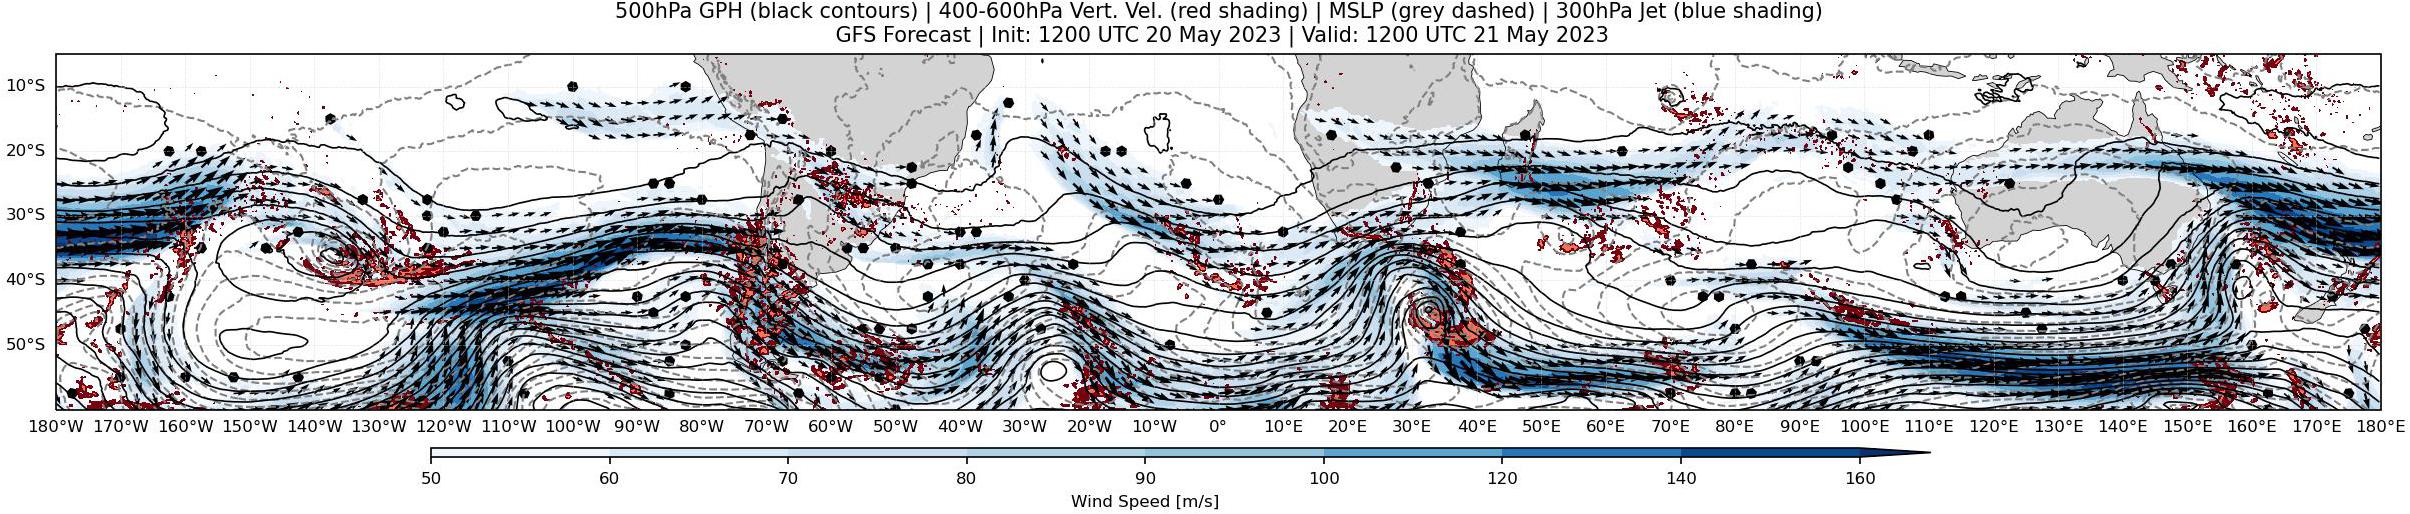 500hPa GPH (black contours) | 400-600hPa Vert. Vel. (red shading) | MSLP (grey dashed) | 300hPa Jet (blue shading)
GFS Forecast | Init: 1200 UTC 20 May 2023 | Valid: 1200 UTC 21 May 2023
10°S
20°S
30°S
40°S
50°S
180°W 170°W 160°W 150°W 140°W 130°W 120°W 110°W 100°W 90°W 80°W 70°W 60°W 50°W 40°W 30°W 20°W 10°W 0° 10°E 20°E 30°E 40°E 50°E 60°E 70°E 80°E 90°E 100°E 110°E 120°E 130°E 140°E 150°E 160°E 170°E 180°E
50 60 70 80 90 100 120 140 160
Wind Speed [m/s]